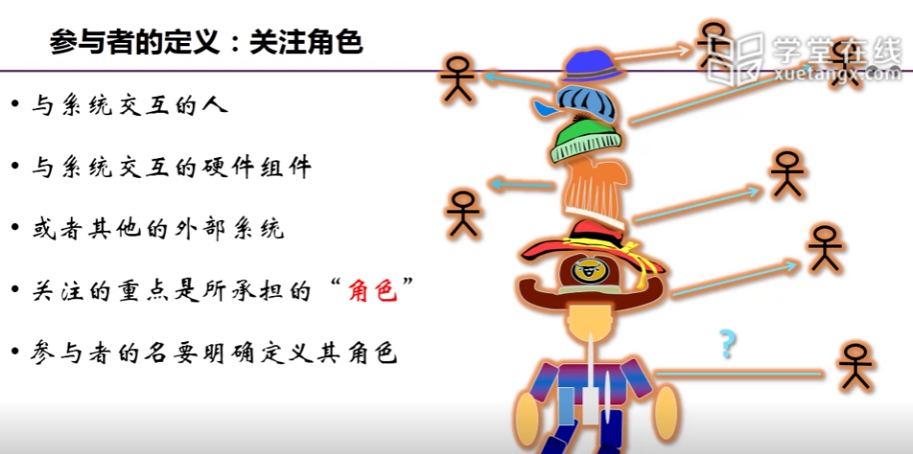 参与者的定义：关注角色
学堂在线
xuetangx.com
• 与系统交互的人
• 与系统交互的硬件组件
• 或者其他的外部系统
• 关注的重点是所承担的“角色”
• 参与者的名要明确定义其角色
?